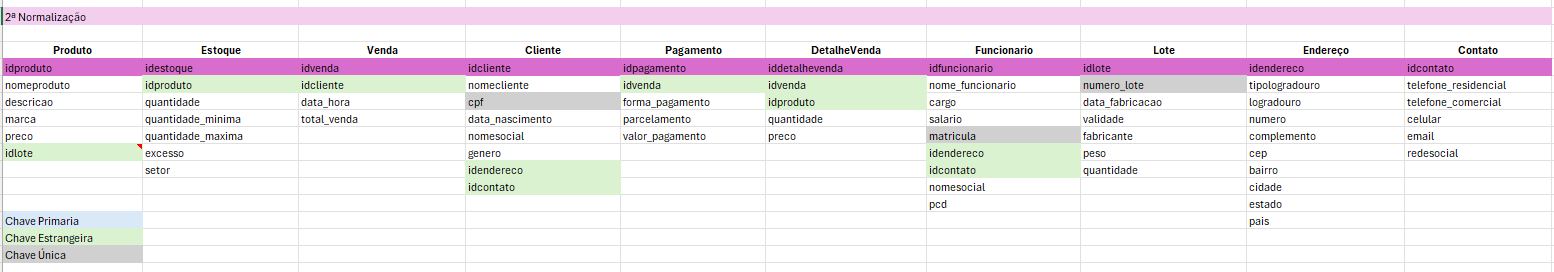 2ª Normalização
Produto Estoque Venda Cliente Pagamento DetalheVenda Funcionario Lote Endereço Contato
idproduto idestoque idvenda idcliente idpagamento iddetalhevenda idfuncionario idlote idendereco idcontato
nomeproduto idproduto idcliente nomecliente idvenda idvenda nome_funcionario numero_lote tipologradouro telefone_residencial
descricao quantidade data_hora cpf forma_pagamento idproduto cargo data_fabricacao logradouro telefone_comercial
marca quantidade_minima total_venda data_nascimento parcelamento quantidade salario validade numero celular
preco quantidade_maxima nomesocial valor_pagamento preco matricula fabricante complemento email
idlote excesso genero idendereco peso cep redesocial
setor idendereco idcontato quantidade bairro
idcontato nomesocial cidade
pcd estado
Chave Primaria pais
Chave Estrangeira
Chave Única